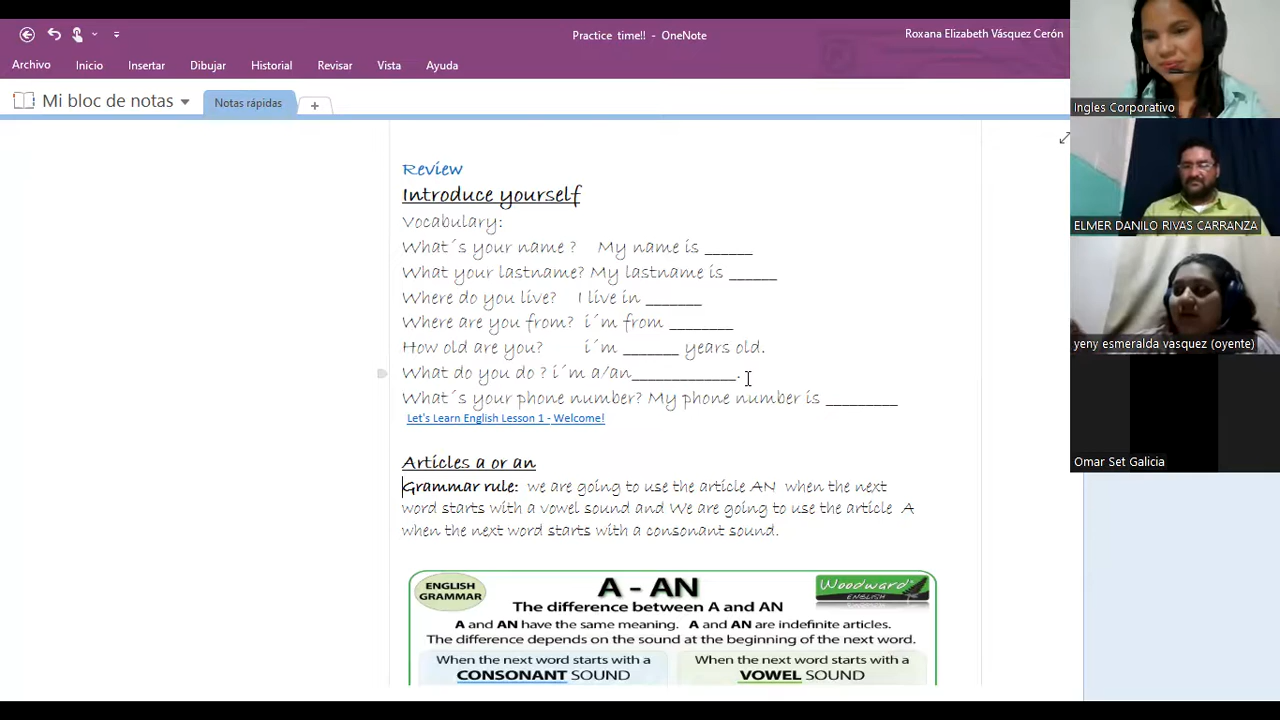 Practice time!! - OneNote
Roxana Elizabeth Vásquez Cerón
Archivo
Inicio
Insertar
Dibujar
Historial
Revisar
Vista
Ayuda
Mi bloc de notas
Notas rápidas
Review
Introduce yourself
Vocabulary:
What´s your name ? My name is ______
What your lastname? My lastname is ______
Where do you live? I live in _______
Where are you from? i´m from ________
How old are you? i´m _______ years old.
What do you do ? i´m a/an_____________.
What´s your phone number? My phone number is _________
Let's Learn English Lesson 1 - Welcome!
Articles a or an
Grammar rule: we are going to use the article AN when the next
word starts with a vowel sound and We are going to use the article A
when the next word starts with a consonant sound.
ENGLISH
GRAMMAR
A - AN
Woodward
ENGLISH
The difference between A and AN
A and AN have the same meaning. A and AN are indefinite articles.
The difference depends on the sound at the beginning of the next word.
When the next word starts with a
CONSONANT SOUND
When the next word starts with a
VOWEL SOUND
Ingles Corporativo
ELMER DANILO RIVAS CARRANZA
yeny esmeralda vasquez (oyente)
Omar Set Galicia